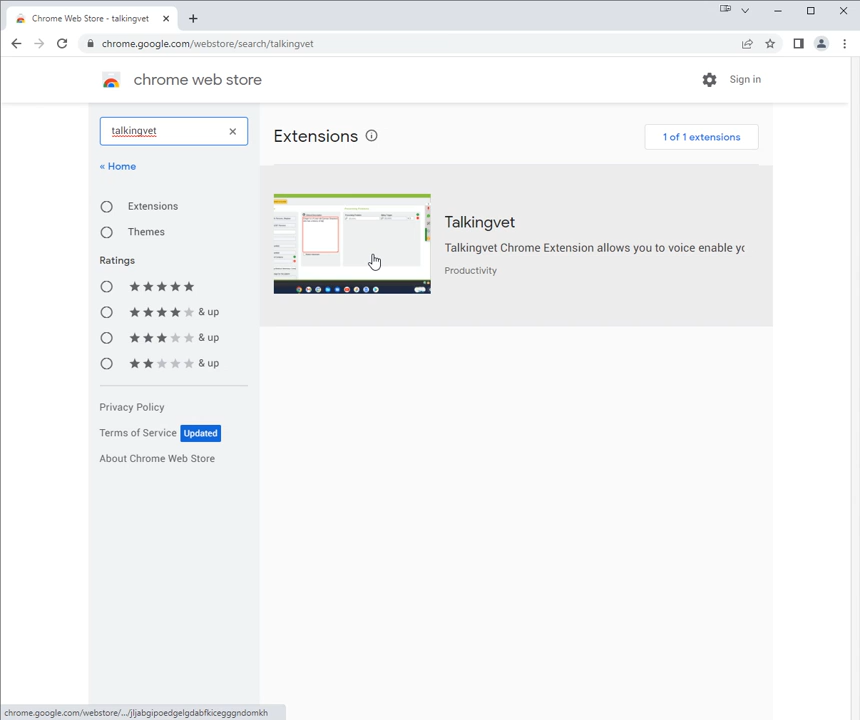 Chrome Web Store - talkingvet
chrome.google.com/webstore/search/talkingvet
chrome web store
Sign in
talkingvet
« Home
Extensions
Themes
Ratings
& up
& up
& up
Privacy Policy
Terms of Service Updated
About Chrome Web Store
Extensions
1 of 1 extensions
Talkingvet
Talkingvet Chrome Extension allows you to voice enable yo
Productivity
chrome.google.com/webstore/.../jljabgipoedgelgdabfkicegggndomkh